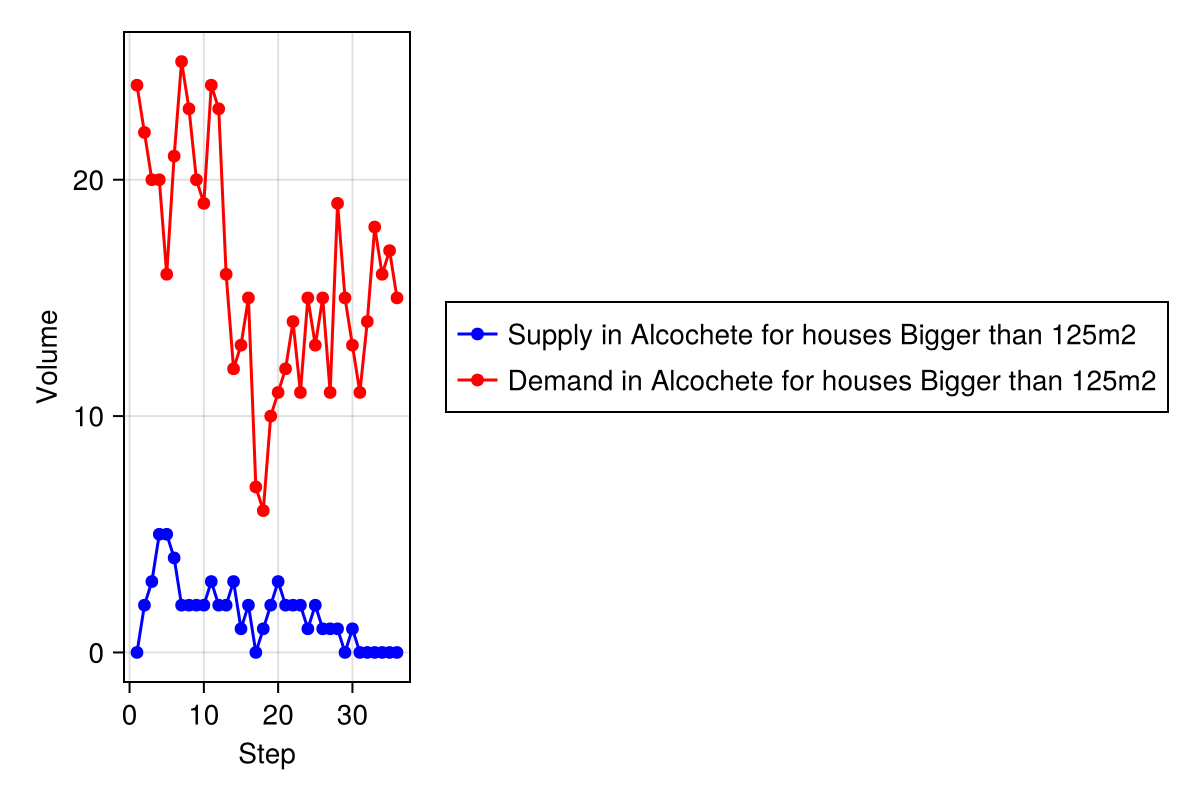 Volume
20
10
0
0 10 20 30
Step
Supply in Alcochete for houses Bigger than 125m2
Demand in Alcochete for houses Bigger than 125m2